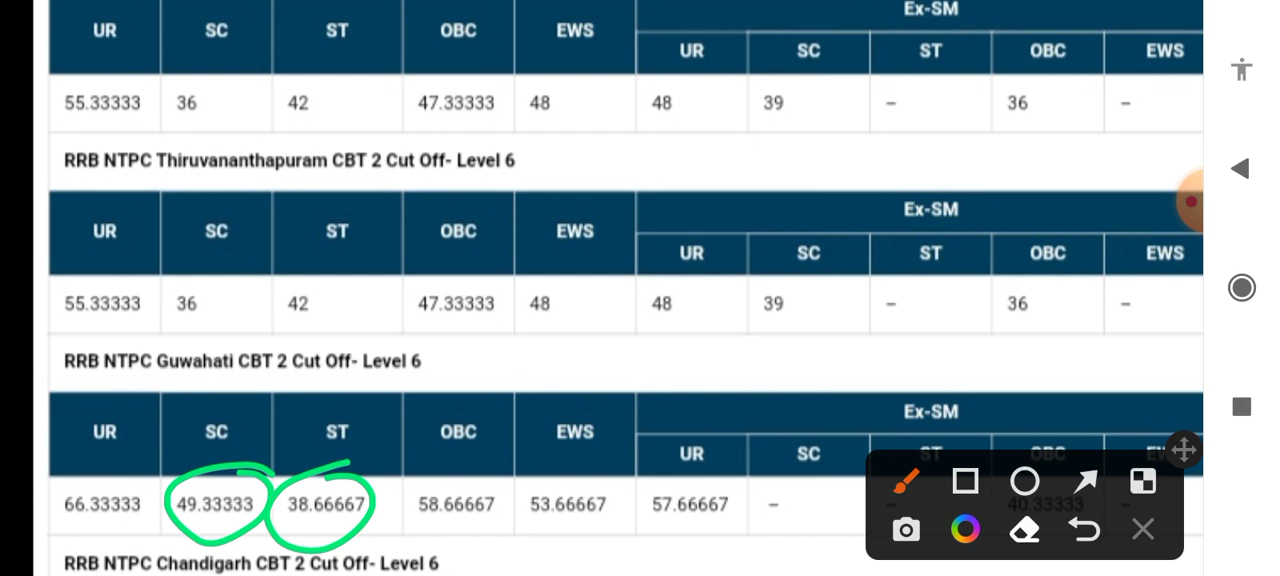 UR SC ST OBC EWS Ex-SM
UR SC ST OBC EWS
55.33333 36 42 47.33333 48 48 39 – 36 –
RRB NTPC Thiruvananthapuram CBT 2 Cut Off- Level 6
UR SC ST OBC EWS Ex-SM
UR SC ST OBC EWS
55.33333 36 42 47.33333 48 48 39 – 36 –
RRB NTPC Guwahati CBT 2 Cut Off- Level 6
UR SC ST OBC EWS Ex-SM
UR SC ST OBC
66.33333 49.33333 38.66667 58.66667 53.66667 57.66667 – 40.33333 –
RRB NTPC Chandigarh CBT 2 Cut Off- Level 6